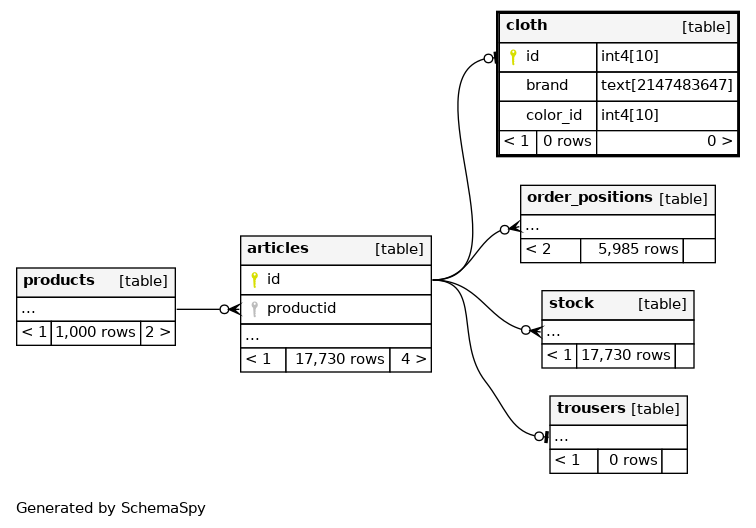 cloth [table]
id int4[10]
brand text[2147483647]
color_id int4[10]
< 1 0 rows 0 >
order_positions [table]
...
< 2 5,985 rows
articles [table]
id
productid
...
< 1 17,730 rows 4 >
products [table]
...
< 1 1,000 rows 2 >
stock [table]
...
< 1 17,730 rows
trousers [table]
...
< 1 0 rows
Generated by SchemaSpy